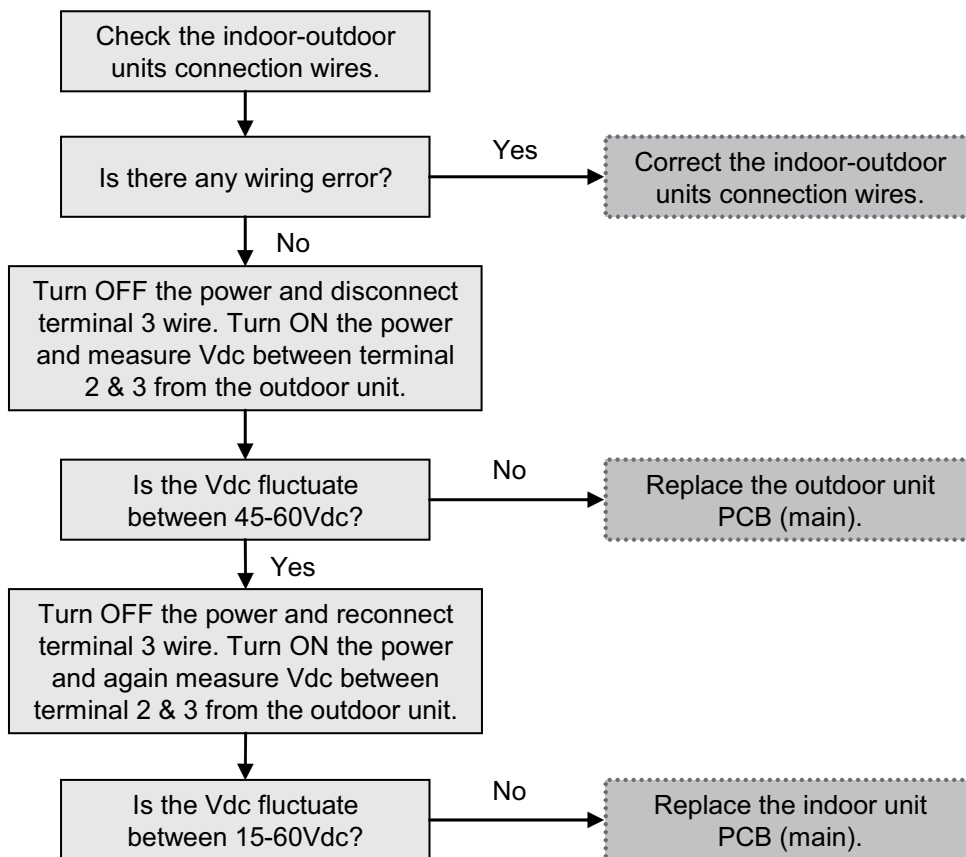 Check the indoor-outdoor
units connection wires.
Is there any wiring error?
Yes
Correct the indoor-outdoor
units connection wires.
No
Turn OFF the power and disconnect
terminal 3 wire. Turn ON the power
and measure Vdc between terminal
2 & 3 from the outdoor unit.
Is the Vdc fluctuate
between 45-60Vdc?
No
Replace the outdoor unit
PCB (main).
Yes
Turn OFF the power and reconnect
terminal 3 wire. Turn ON the power
and again measure Vdc between
terminal 2 & 3 from the outdoor unit.
Is the Vdc fluctuate
between 15-60Vdc?
No
Replace the indoor unit
PCB (main).